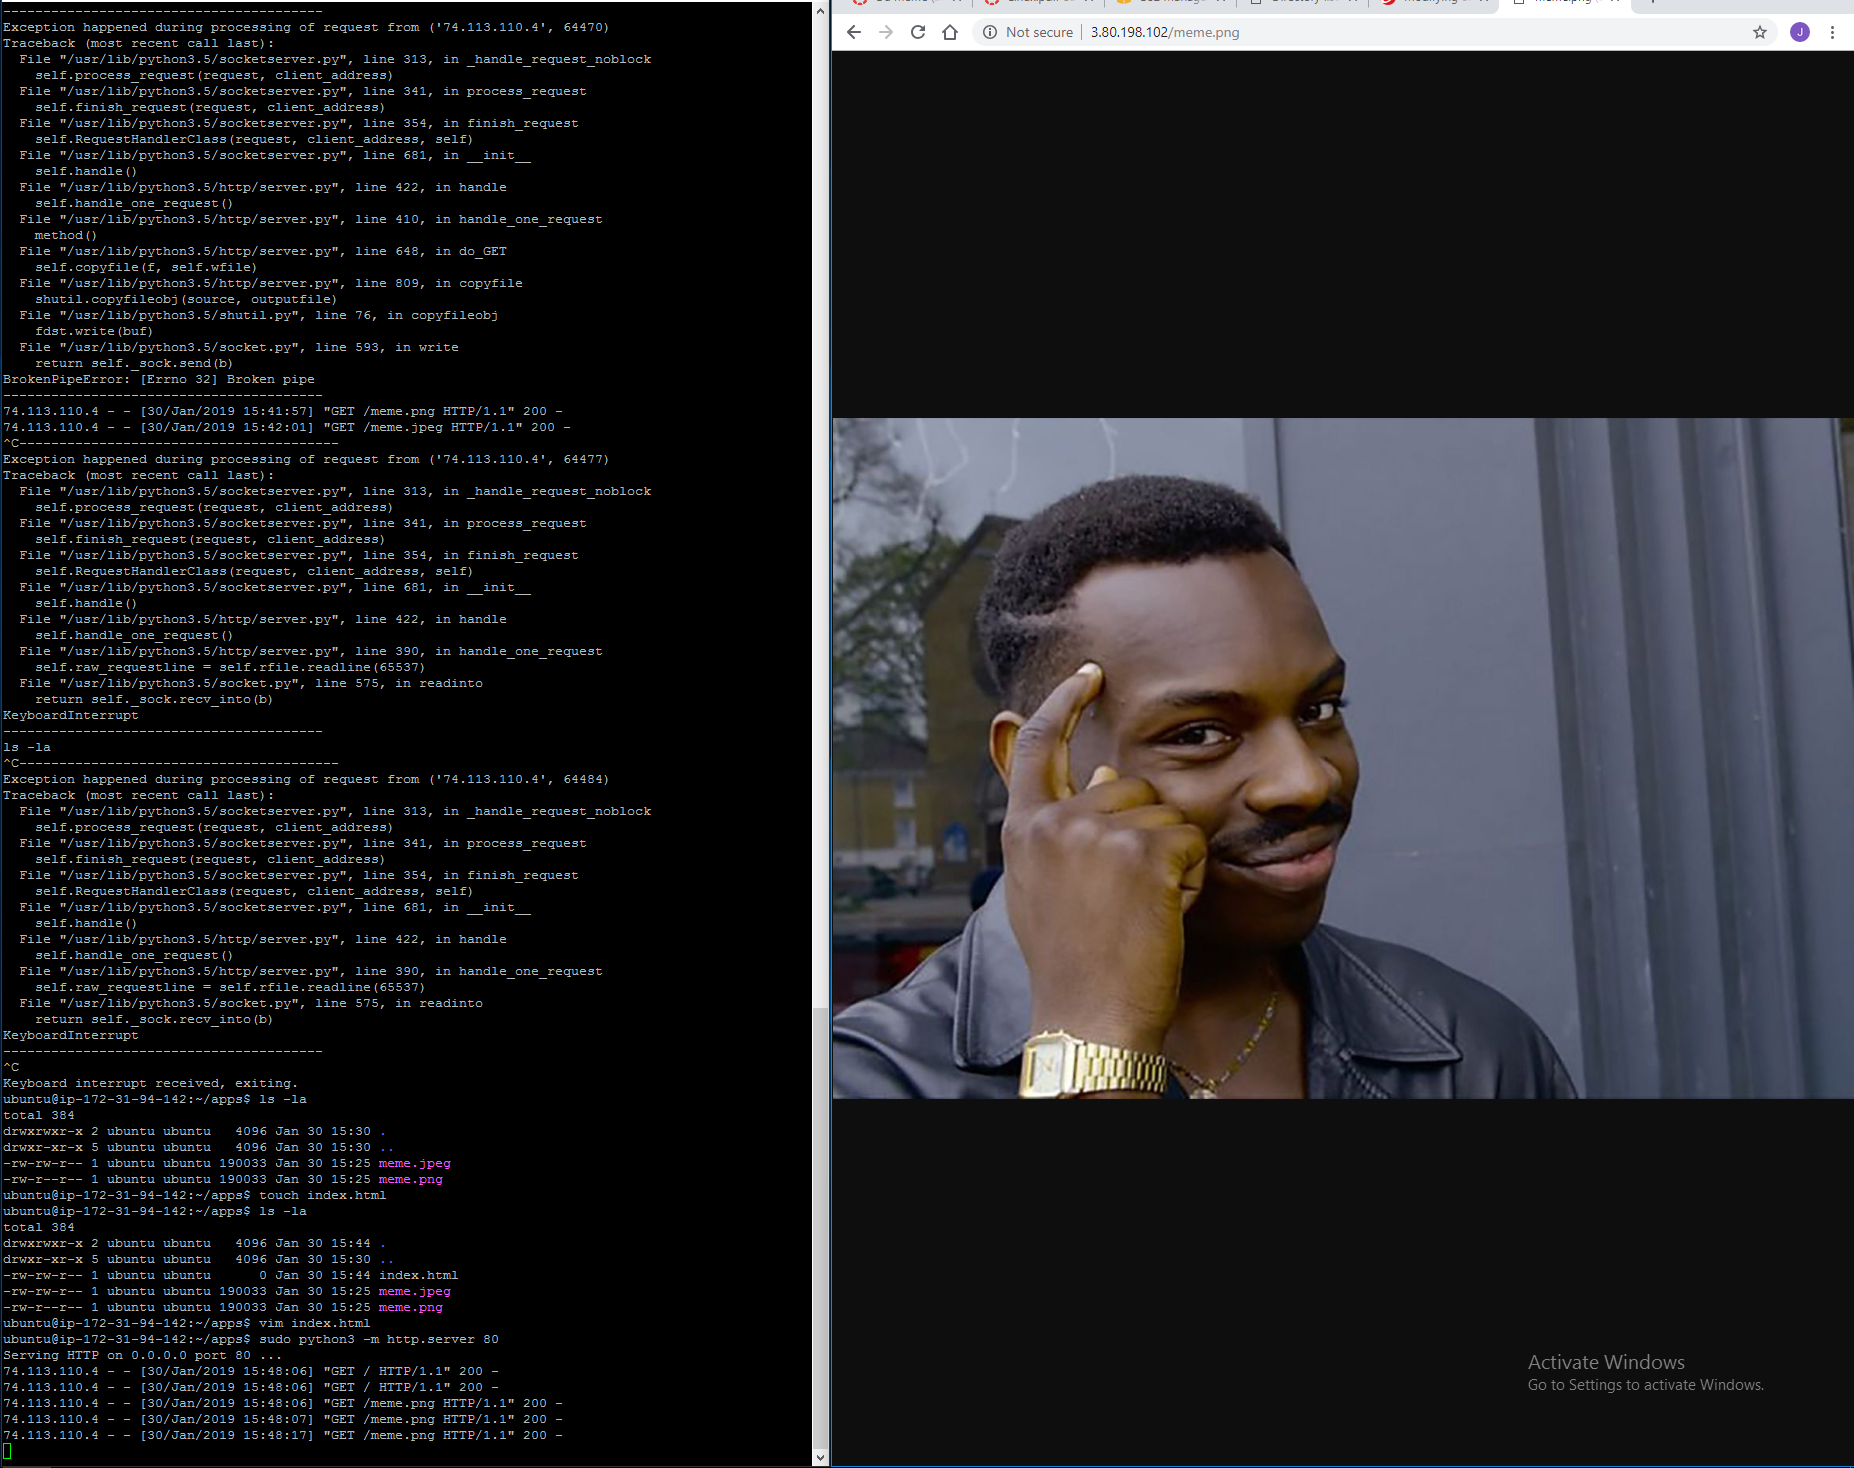 -----------------------------------------
Exception happened during processing of request from ('74.113.110.4', 64470)
Traceback (most recent call last):
  File "/usr/lib/python3.5/socketserver.py", line 313, in _handle_request_noblock
    self.process_request(request, client_address)
  File "/usr/lib/python3.5/socketserver.py", line 341, in process_request
    self.finish_request(request, client_address)
  File "/usr/lib/python3.5/socketserver.py", line 354, in finish_request
    self.RequestHandlerClass(request, client_address, self)
  File "/usr/lib/python3.5/socketserver.py", line 681, in __init__
    self.handle()
  File "/usr/lib/python3.5/http/server.py", line 422, in handle
    self.handle_one_request()
  File "/usr/lib/python3.5/http/server.py", line 410, in handle_one_request
    method()
  File "/usr/lib/python3.5/http/server.py", line 648, in do_GET
    self.copyfile(f, self.wfile)
  File "/usr/lib/python3.5/http/server.py", line 809, in copyfile
    shutil.copyfileobj(source, outputfile)
  File "/usr/lib/python3.5/shutil.py", line 76, in copyfileobj
    fdst.write(buf)
  File "/usr/lib/python3.5/socket.py", line 593, in write
    return self._sock.send(b)
BrokenPipeError: [Errno 32] Broken pipe
----------------------------------------
74.113.110.4 - - [30/Jan/2019 15:41:57] "GET /meme.png HTTP/1.1" 200 -
74.113.110.4 - - [30/Jan/2019 15:42:01] "GET /meme.jpeg HTTP/1.1" 200 -
^C----------------------------------------
Exception happened during processing of request from ('74.113.110.4', 64477)
Traceback (most recent call last):
  File "/usr/lib/python3.5/socketserver.py", line 313, in _handle_request_noblock
    self.process_request(request, client_address)
  File "/usr/lib/python3.5/socketserver.py", line 341, in process_request
    self.finish_request(request, client_address)
  File "/usr/lib/python3.5/socketserver.py", line 354, in finish_request
    self.RequestHandlerClass(request, client_address, self)
  File "/usr/lib/python3.5/socketserver.py", line 681, in __init__
    self.handle()
  File "/usr/lib/python3.5/http/server.py", line 422, in handle
    self.handle_one_request()
  File "/usr/lib/python3.5/http/server.py", line 390, in handle_one_request
    self.raw_requestline = self.rfile.readline(65537)
  File "/usr/lib/python3.5/socket.py", line 575, in readinto
    return self._sock.recv_into(b)
KeyboardInterrupt
----------------------------------------
ls -la
^C----------------------------------------
Exception happened during processing of request from ('74.113.110.4', 64484)
Traceback (most recent call last):
  File "/usr/lib/python3.5/socketserver.py", line 313, in _handle_request_noblock
    self.process_request(request, client_address)
  File "/usr/lib/python3.5/socketserver.py", line 341, in process_request
    self.finish_request(request, client_address)
  File "/usr/lib/python3.5/socketserver.py", line 354, in finish_request
    self.RequestHandlerClass(request, client_address, self)
  File "/usr/lib/python3.5/socketserver.py", line 681, in __init__
    self.handle()
  File "/usr/lib/python3.5/http/server.py", line 422, in handle
    self.handle_one_request()
  File "/usr/lib/python3.5/http/server.py", line 390, in handle_one_request
    self.raw_requestline = self.rfile.readline(65537)
  File "/usr/lib/python3.5/socket.py", line 575, in readinto
    return self._sock.recv_into(b)
KeyboardInterrupt
----------------------------------------
^C
Keyboard interrupt received, exiting.
ubuntu@ip-172-31-94-142:~/apps$ ls -la
total 384
drwxrwxr-x 2 ubuntu ubuntu   4096 Jan 30 15:30 .
drwxr-xr-x 5 ubuntu ubuntu   4096 Jan 30 15:30 ..
-rw-rw-r-- 1 ubuntu ubuntu 190033 Jan 30 15:25 meme.jpeg
-rw-r--r-- 1 ubuntu ubuntu 190033 Jan 30 15:25 meme.png
ubuntu@ip-172-31-94-142:~/apps$ touch index.html
ubuntu@ip-172-31-94-142:~/apps$ ls -la
total 384
drwxrwxr-x 2 ubuntu ubuntu   4096 Jan 30 15:44 .
drwxr-xr-x 5 ubuntu ubuntu   4096 Jan 30 15:30 ..
-rw-rw-r-- 1 ubuntu ubuntu      0 Jan 30 15:44 index.html
-rw-rw-r-- 1 ubuntu ubuntu 190033 Jan 30 15:25 meme.jpeg
-rw-r--r-- 1 ubuntu ubuntu 190033 Jan 30 15:25 meme.png
ubuntu@ip-172-31-94-142:~/apps$ vim index.html
ubuntu@ip-172-31-94-142:~/apps$ sudo python3 -m http.server 80
Serving HTTP on 0.0.0.0 port 80 ...
74.113.110.4 - - [30/Jan/2019 15:48:06] "GET / HTTP/1.1" 200 -
74.113.110.4 - - [30/Jan/2019 15:48:06] "GET / HTTP/1.1" 200 -
74.113.110.4 - - [30/Jan/2019 15:48:06] "GET /meme.png HTTP/1.1" 200 -
74.113.110.4 - - [30/Jan/2019 15:48:07] "GET /meme.png HTTP/1.1" 200 -
74.113.110.4 - - [30/Jan/2019 15:48:17] "GET /meme.png HTTP/1.1" 200 -
Not secure | 3.80.198.102/meme.png
J
Activate Windows
Go to Settings to activate Windows.